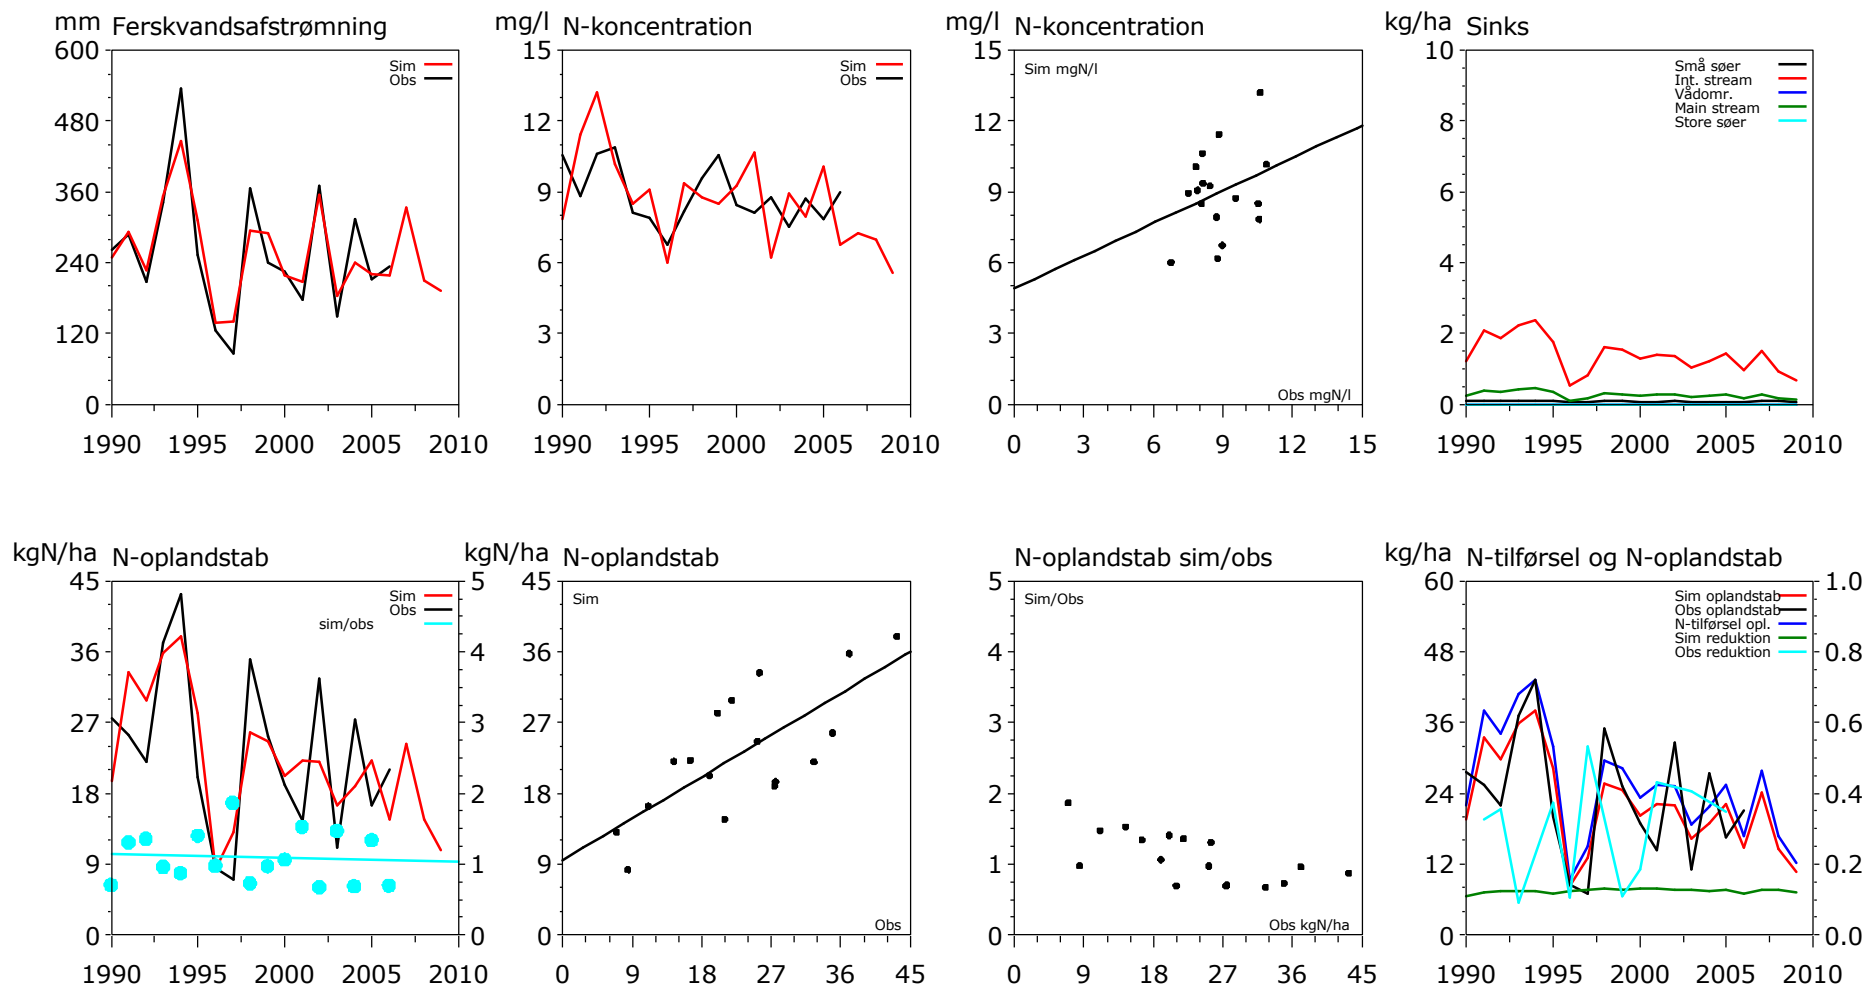 mm Ferskvandsafstrømning
600
480
360
240
120
0
Sim
Obs
1990 1995 2000 2005 2010
mg/l N-koncentration
15
12
9
6
3
0
Sim
Obs
1990 1995 2000 2005 2010
mg/l N-koncentration
15
12
9
6
3
0
Sim mgN/l
Obs mgN/l
0 3 6 9 12 15
kg/ha Sinks
10
8
6
4
2
0
Små søer
Int. stream
Vådomr.
Main stream
Store søer
1990 1995 2000 2005 2010
kgN/ha N-oplandstab
45
36
27
18
9
0
Sim
Obs
sim/obs
5
4
3
2
1
0
1990 1995 2000 2005 2010
kgN/ha N-oplandstab
45
36
27
18
9
0
Sim
Obs
0 9 18 27 36 45
N-oplandstab sim/obs
5
4
3
2
1
0
Sim/Obs
Obs kgN/ha
0 9 18 27 36 45
kg/ha N-tilførsel og N-oplandstab
60
48
36
24
12
0
Sim oplandstab
Obs oplandstab
N-tilførsel opl.
Sim reduktion
Obs reduktion
1.0
0.8
0.6
0.4
0.2
0.0
1990 1995 2000 2005 2010